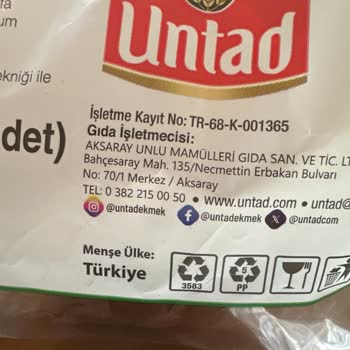 fa
um
Untad
ekniği ile
det)
İşletme Kayıt No: TR-68-K-001365
Gıda İşletmecisi:
AKSARAY UNLU MAMÜLLERİ GIDA SAN. VE TİC. LT
Bahçesaray Mah. 135/Necmettin Erbakan Bulvarı
No: 70/1 Merkez / Aksaray
TEL: 0 382 215 00 50 • www.untad.com • untad@
@untadekmek @untadekmek @untadcom
Menşe Ülke:
Türkiye
3583
5
PP